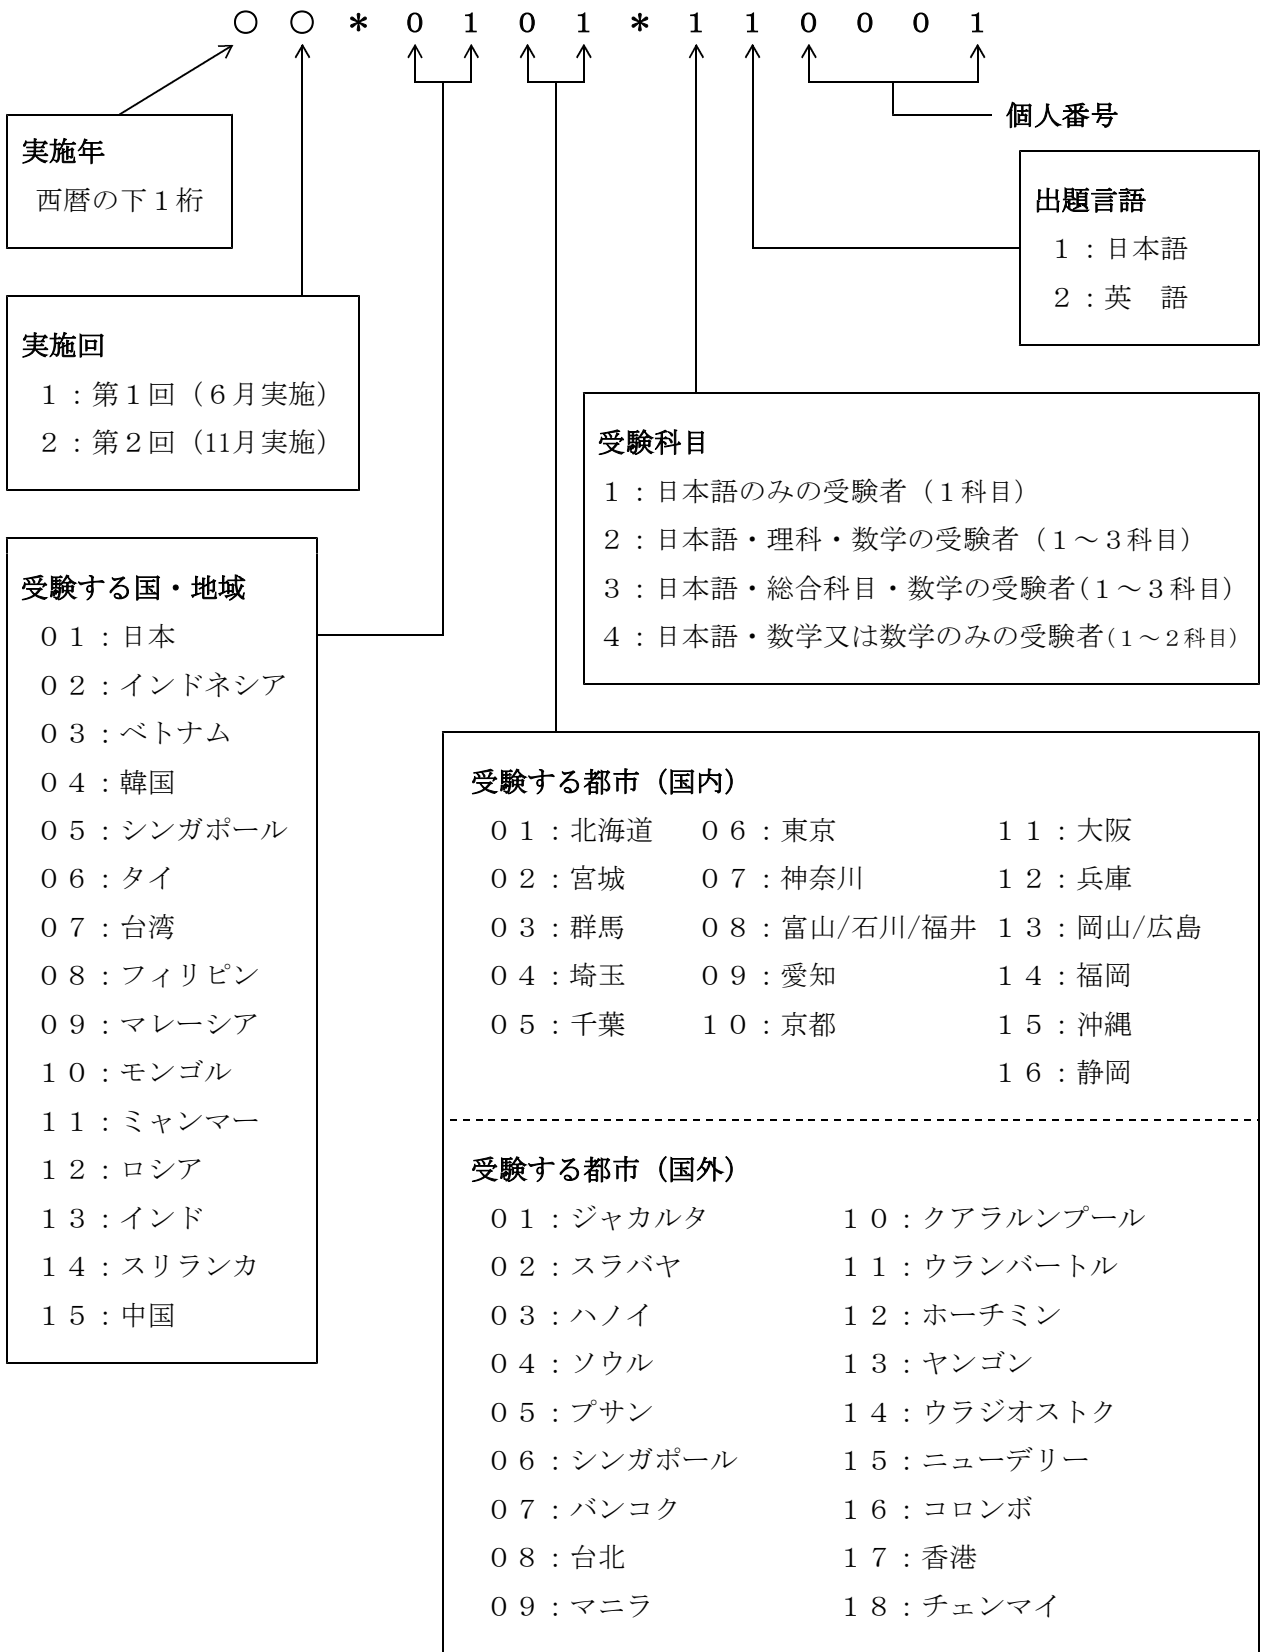 ○○*0101*110001
個人番号
実施年
西暦の下１桁
出題言語
１：日本語
２：英　語
実施回
１：第１回（６月実施）
２：第２回（11月実施）
受験科目
１：日本語のみの受験者（１科目）
２：日本語・理科・数学の受験者（１～３科目）
３：日本語・総合科目・数学の受験者（１～３科目）
４：日本語・数学又は数学のみの受験者（１～２科目）
受験する国・地域
０１：日本
０２：インドネシア
０３：ベトナム
０４：韓国
０５：シンガポール
０６：タイ
０７：台湾
０８：フィリピン
０９：マレーシア
１０：モンゴル
１１：ミャンマー
１２：ロシア
１３：インド
１４：スリランカ
１５：中国
受験する都市（国内）
０１：北海道　０６：東京　１１：大阪
０２：宮城　０７：神奈川　１２：兵庫
０３：群馬　０８：富山/石川/福井　１３：岡山/広島
０４：埼玉　０９：愛知　１４：福岡
０５：千葉　１０：京都　１５：沖縄
１６：静岡
受験する都市（国外）
０１：ジャカルタ　１０：クアラルンプール
０２：スラバヤ　１１：ウランバートル
０３：ハノイ　１２：ホーチミン
０４：ソウル　１３：ヤンゴン
０５：プサン　１４：ウラジオストク
０６：シンガポール　１５：ニューデリー
０７：バンコク　１６：コロンボ
０８：台北　１７：香港
０９：マニラ　１８：チェンマイ